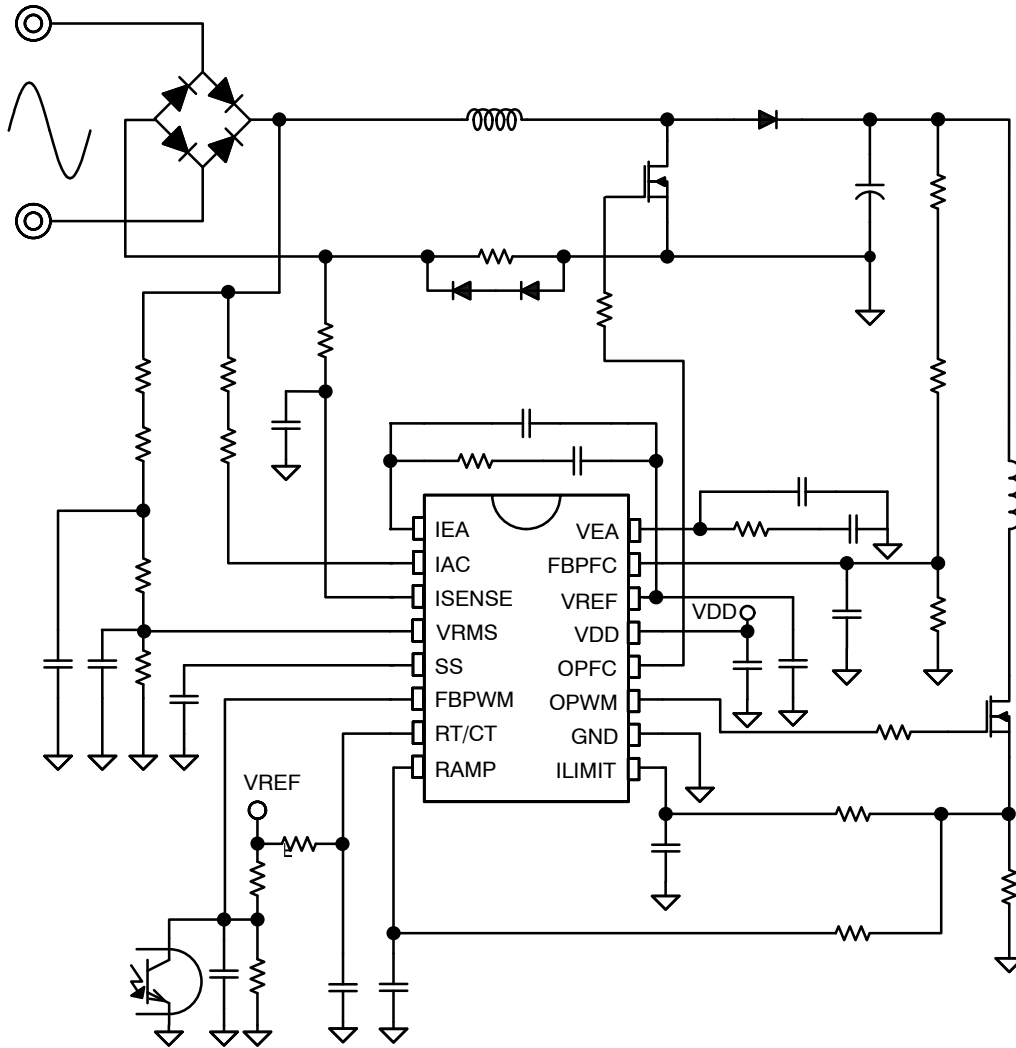 IEA
VEA
IAC
FBPFC
ISENSE
VREF
VDD
VRMS
VDD
SS
OPFC
FBPWM
OPWM
RT/CT
GND
RAMP
ILIMIT
VREF